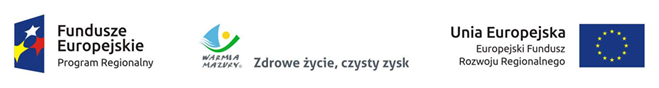 Fundusze
Europejskie
Program Regionalny
WARMIA
MAZURY
Zdrowe życie, czysty zysk
Unia Europejska
Europejski Fundusz
Rozwoju Regionalnego